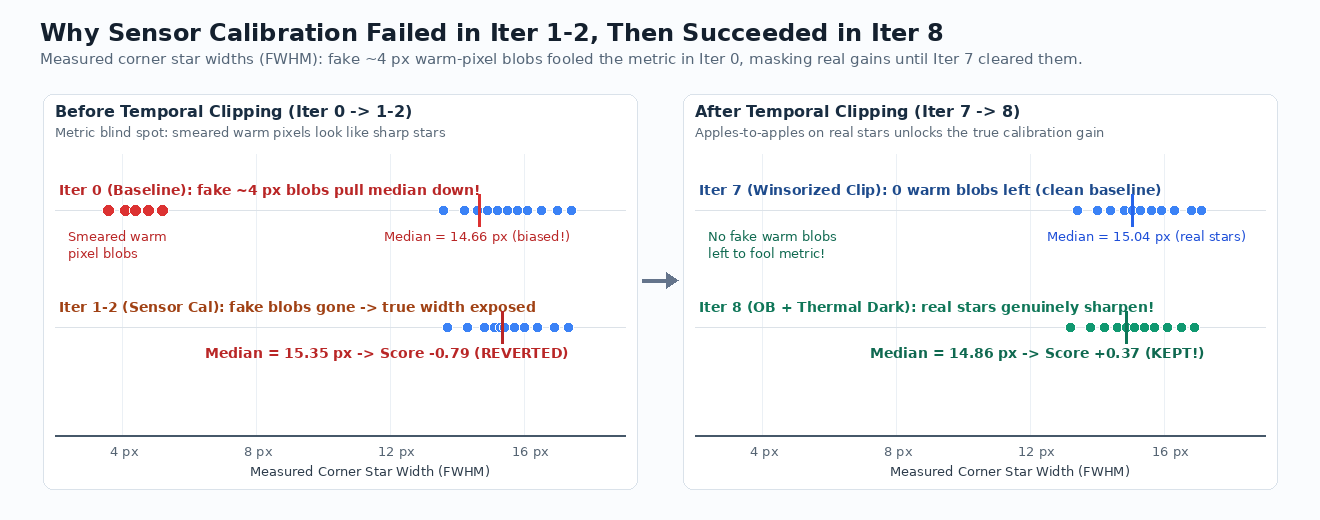 Why Sensor Calibration Failed in Iter 1-2, Then Succeeded in Iter 8
Measured corner star widths (FWHM): fake ~4 px warm-pixel blobs fooled the metric in Iter 0, masking real gains until Iter 7 cleared them.
Before Temporal Clipping (Iter 0 -> 1-2)
Metric blind spot: smeared warm pixels look like sharp stars
Iter 0 (Baseline): fake ~4 px blobs pull median down!
Smeared warm
pixel blobs
Median = 14.66 px (biased!)
Iter 1-2 (Sensor Cal): fake blobs gone -> true width exposed
Median = 15.35 px -> Score -0.79 (REVERTED)
4 px
8 px
12 px
16 px
Measured Corner Star Width (FWHM)
After Temporal Clipping (Iter 7 -> 8)
Apples-to-apples on real stars unlocks the true calibration gain
Iter 7 (Winsorized Clip): 0 warm blobs left (clean baseline)
No fake warm blobs
left to fool metric!
Median = 15.04 px (real stars)
Iter 8 (OB + Thermal Dark): real stars genuinely sharpen!
Median = 14.86 px -> Score +0.37 (KEPT!)
4 px
8 px
12 px
16 px
Measured Corner Star Width (FWHM)